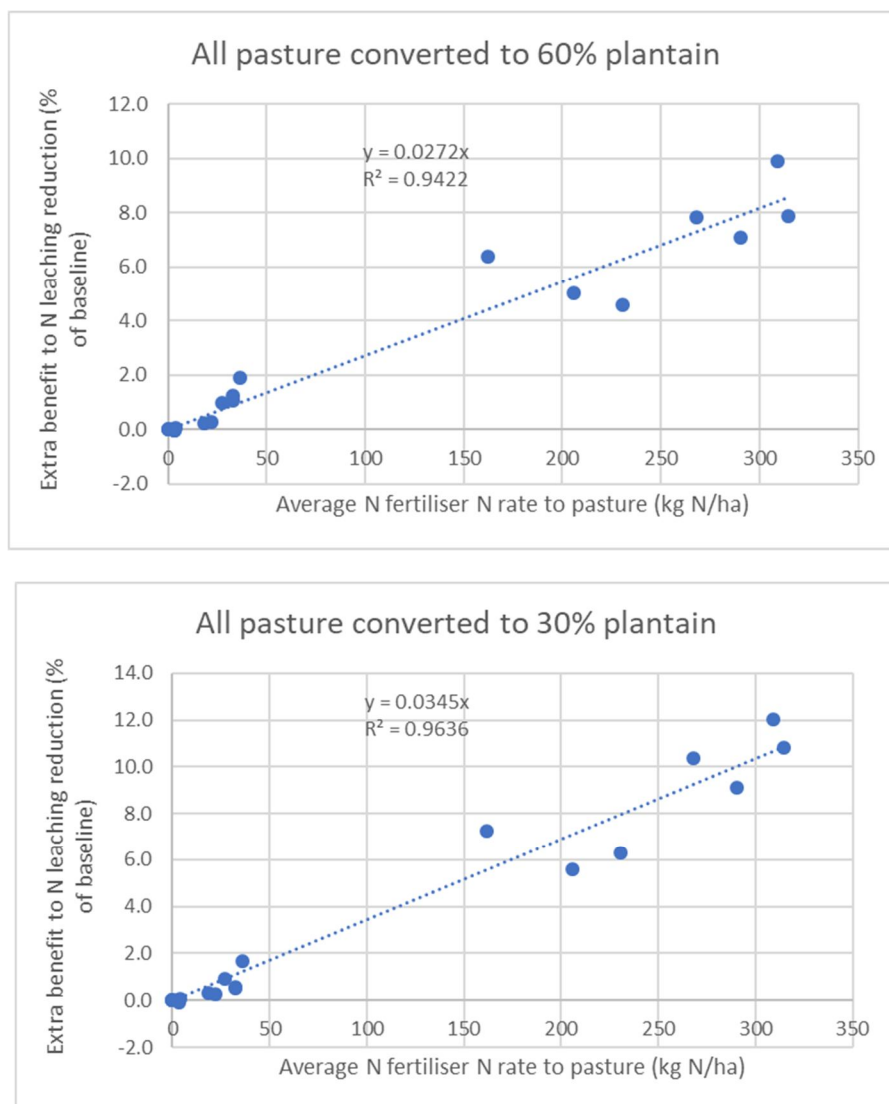 All pasture converted to 60% plantain
Extra benefit to N leaching reduction (%
of baseline)
12.0
10.0
8.0
6.0
4.0
2.0
0.0
-2.0
y = 0.0272x
R² = 0.9422
0 50 100 150 200 250 300 350
Average N fertiliser N rate to pasture (kg N/ha)
All pasture converted to 30% plantain
Extra benefit to N leaching reduction (%
of baseline)
14.0
12.0
10.0
8.0
6.0
4.0
2.0
0.0
-2.0
y = 0.0345x
R² = 0.9636
0 50 100 150 200 250 300 350
Average N fertiliser N rate to pasture (kg N/ha)